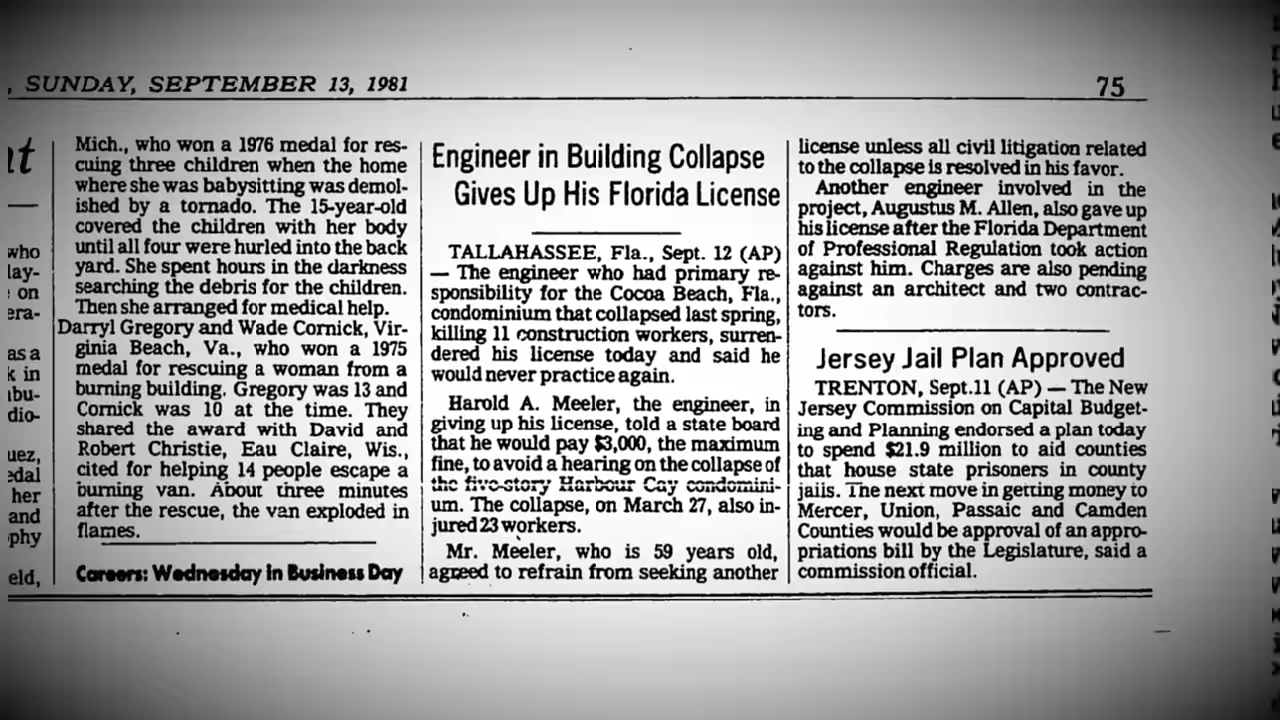 , SUNDAY, SEPTEMBER 13, 1981
75
who
lay-
on
era-
as a
k in
bu-
dio-
uez,
edal
her
and
phy
eld,
Mich., who won a 1976 medal for res-
cuing three children when the home
where she was babysitting was demol-
ished by a tornado. The 15-year-old
covered the children with her body
until all four were hurled into the back
yard. She spent hours in the darkness
searching the debris for the children.
Then she arranged for medical help.
Darryl Gregory and Wade Cornick, Vir-
ginia Beach, Va., who won a 1975
medal for rescuing a woman from a
burning building. Gregory was 13 and
Cornick was 10 at the time. They
shared the award with David and
Robert Christie, Eau Claire, Wis.,
cited for helping 14 people escape a
burning van. About three minutes
after the rescue, the van exploded in
flames.
Careers: Wednesday in Business Day
Engineer in Building Collapse
Gives Up His Florida License
TALLAHASSEE, Fla., Sept. 12 (AP)
— The engineer who had primary re-
sponsibility for the Cocoa Beach, Fla.,
condominium that collapsed last spring,
killing 11 construction workers, surren-
dered his license today and said he
would never practice again.
Harold A. Meeler, the engineer, in
giving up his license, told a state board
that he would pay $3,000, the maximum
fine, to avoid a hearing on the collapse of
the five-story Harbour Cay condomini-
um. The collapse, on March 27, also in-
jured 23 workers.
Mr. Meeler, who is 59 years old,
agreed to refrain from seeking another
license unless all civil litigation related
to the collapse is resolved in his favor.
Another engineer involved in the
project, Augustus M. Allen, also gave up
his license after the Florida Department
of Professional Regulation took action
against him. Charges are also pending
against an architect and two contrac-
tors.
Jersey Jail Plan Approved
TRENTON, Sept.11 (AP) — The New
Jersey Commission on Capital Budget-
ing and Planning endorsed a plan today
to spend $21.9 million to aid counties
that house state prisoners in county
jails. The next move in getting money to
Mercer, Union, Passaic and Camden
Counties would be approval of an appro-
priations bill by the Legislature, said a
commission official.